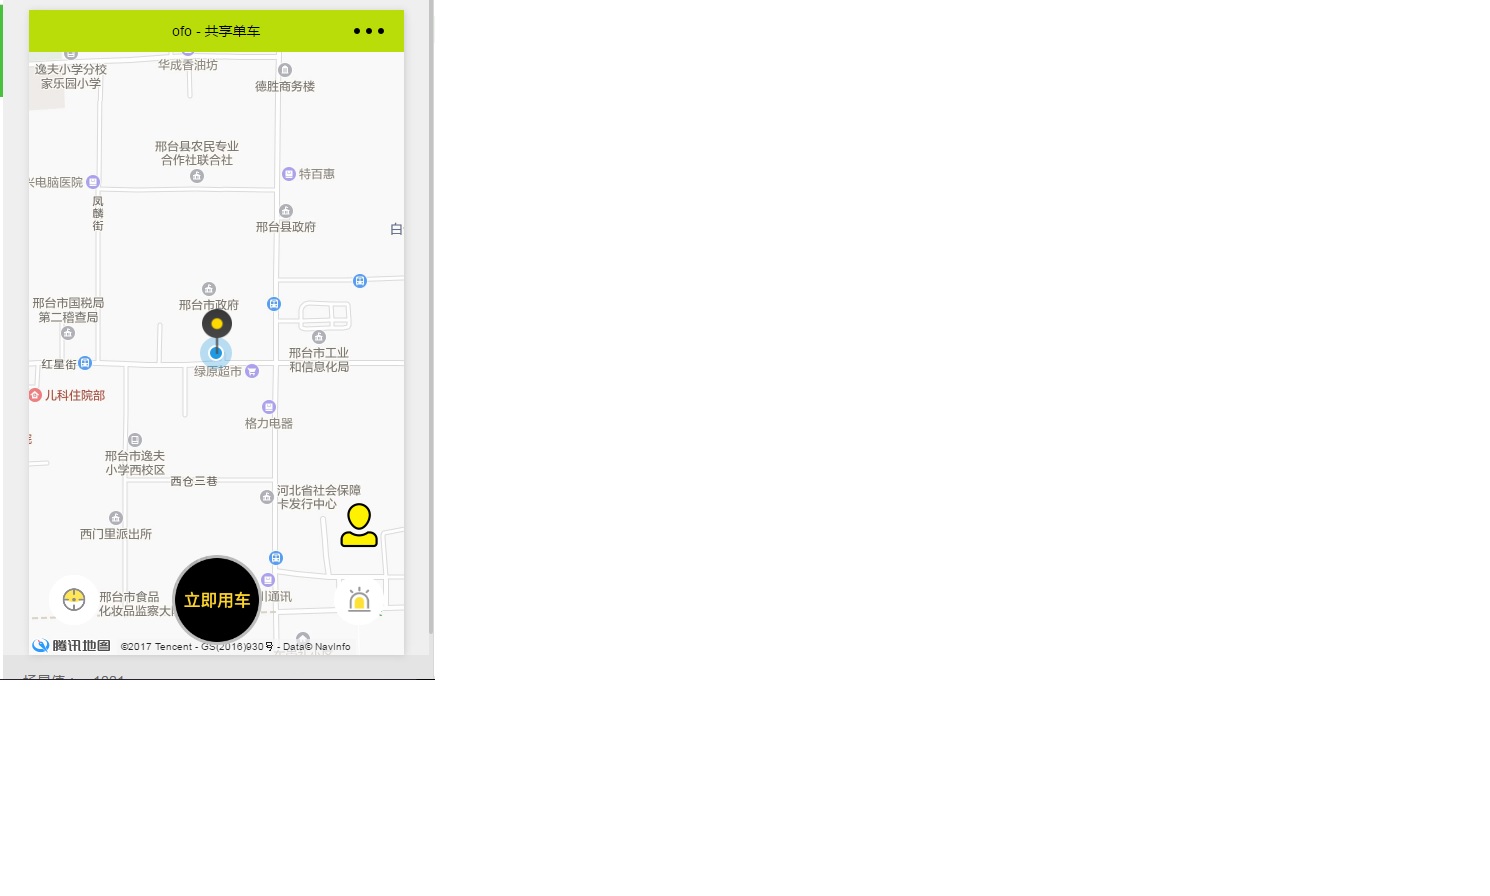 ofo - 共享单车
逸夫小学分校
家乐园小学
华成香油坊
德胜商务楼
邢台县农民专业
合作社联合社
特百惠
电脑医院
凤麟街
邢台县政府
白
邢台市国税局
第二稽查局
邢台市政府
邢台市工业
和信息化局
红星街
绿原超市
儿科住院部
格力电器
邢台市逸夫
小学西校区
西仓三巷
河北省社会保障
卡发行中心
西门里派出所
立即用车
邢台市食品
化妆品监察大
通讯
腾讯地图 ©2017 Tencent - GS(2016)930号 - Data© NavInfo